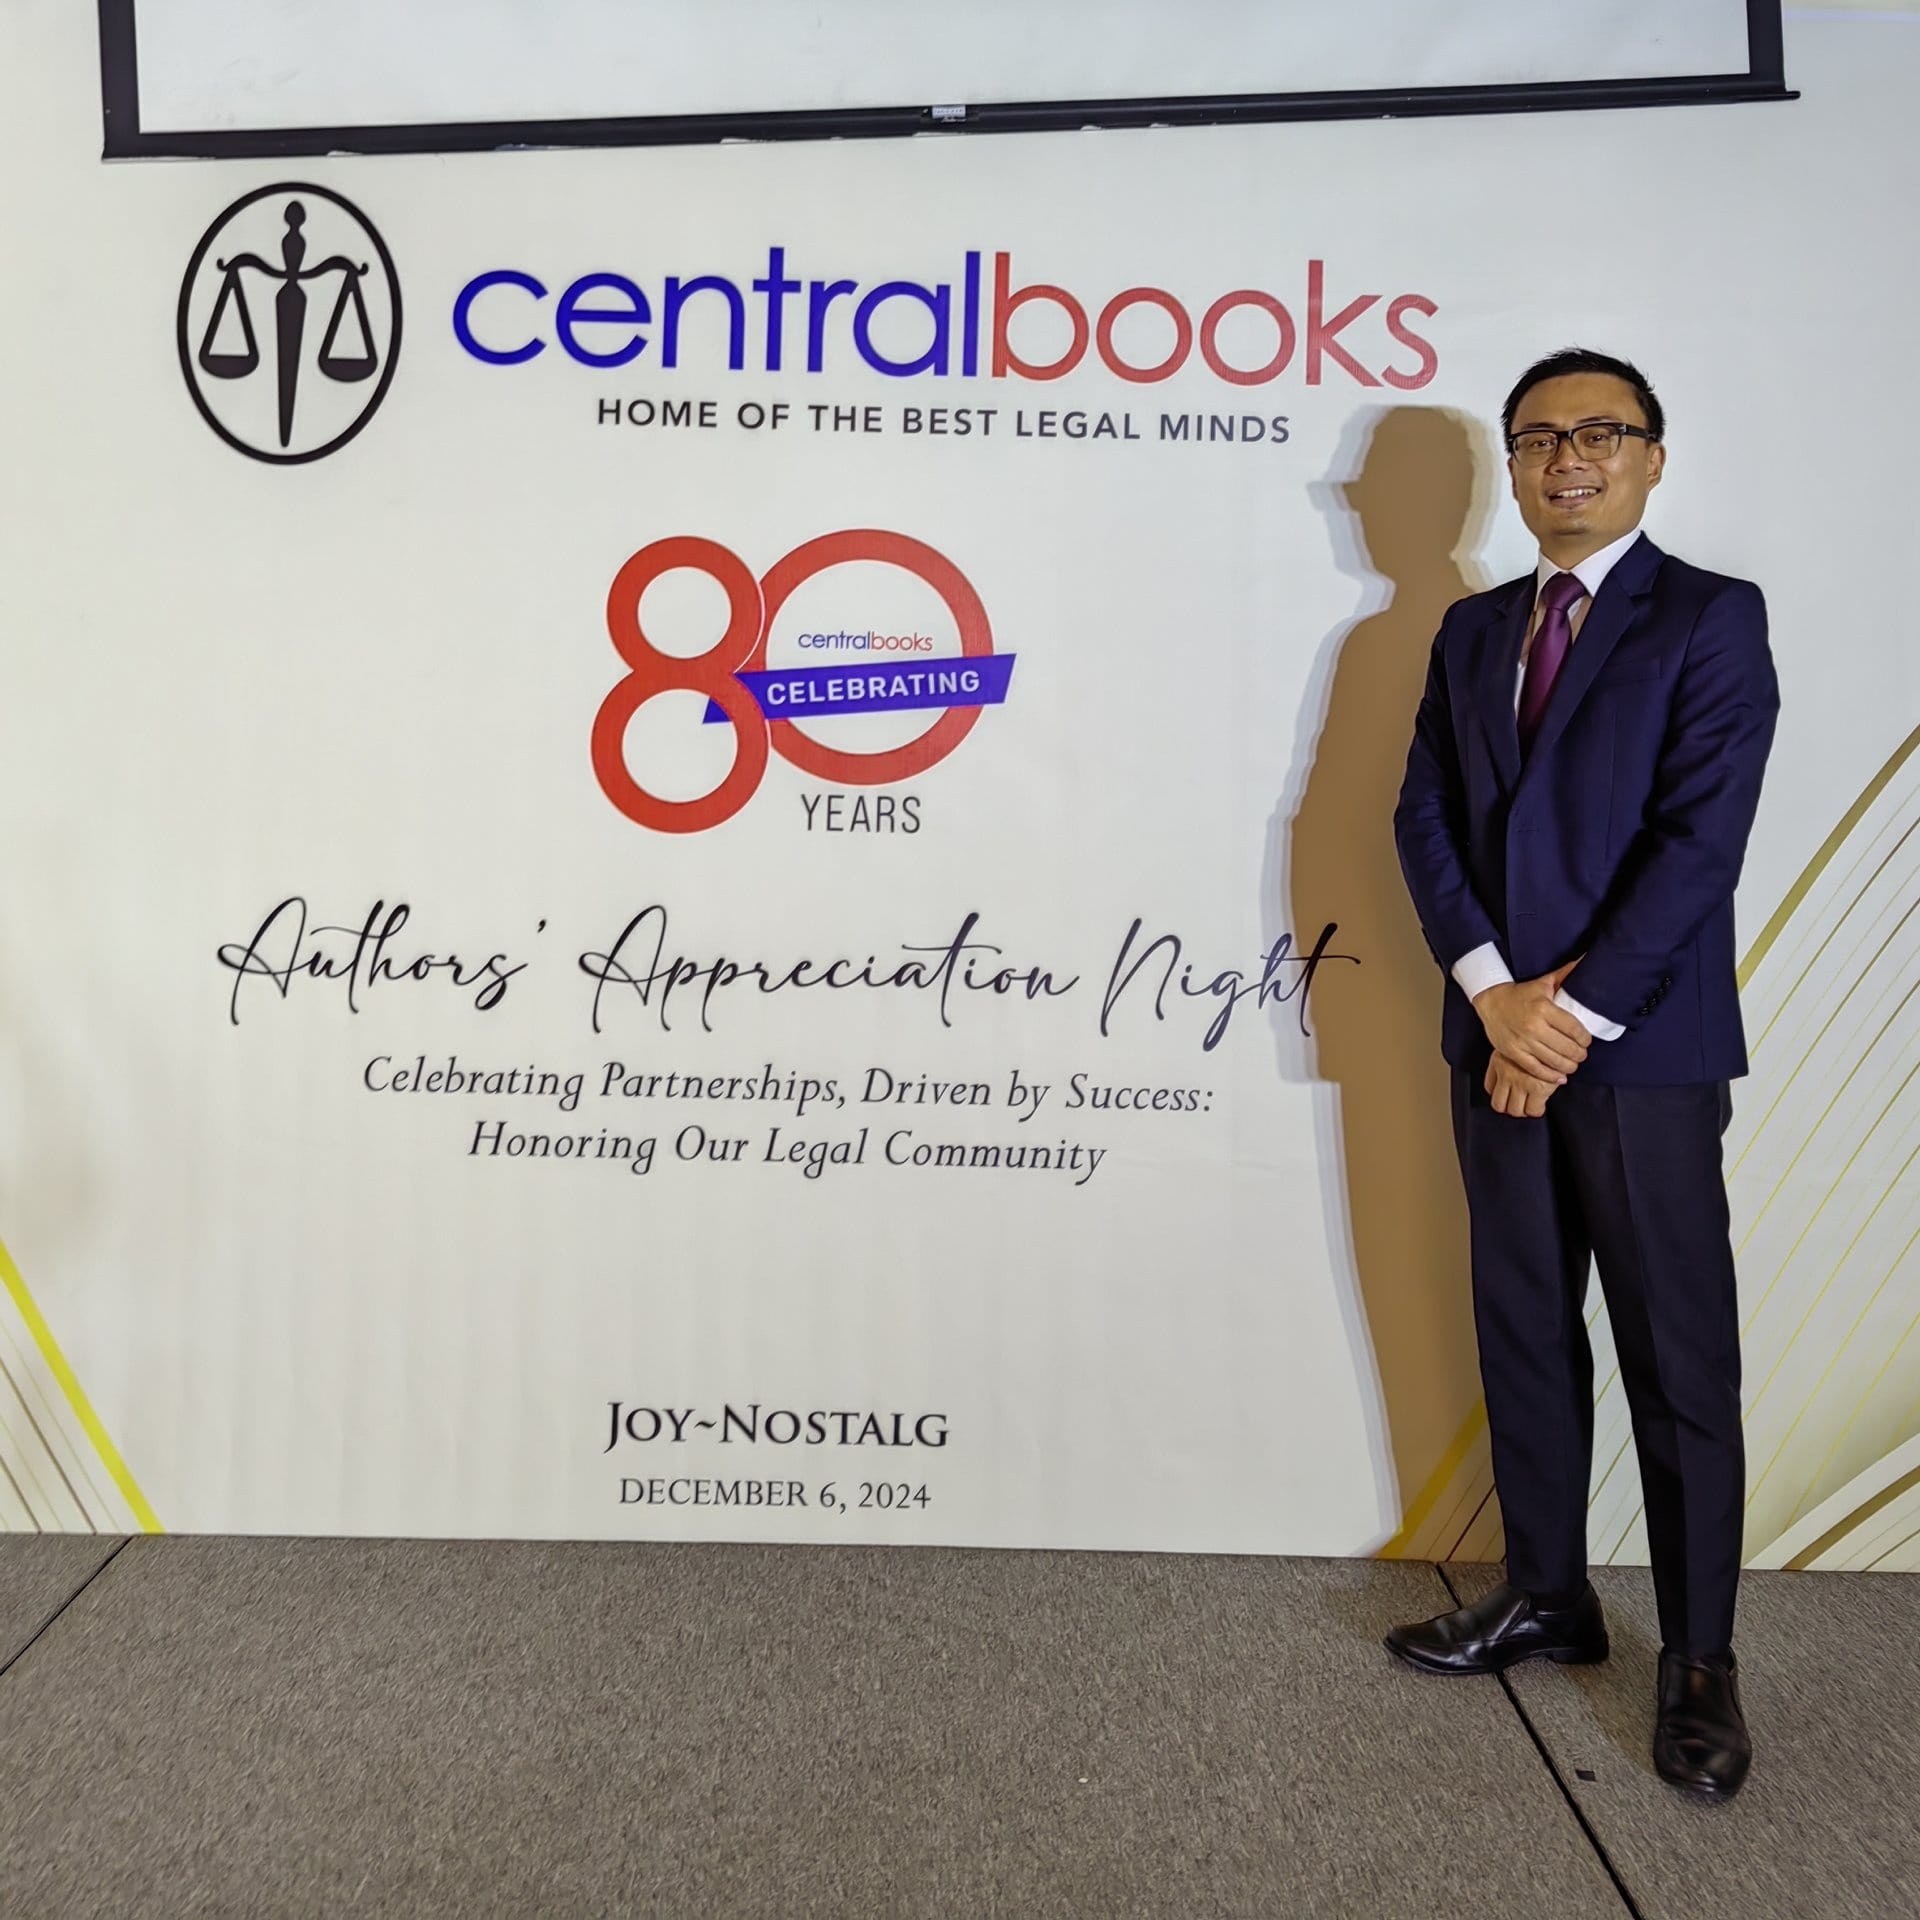 centralbooks
HOME OF THE BEST LEGAL MINDS
80
centralbooks
CELEBRATING
YEARS
Authors' Appreciation Night
Celebrating Partnerships, Driven by Success:
Honoring Our Legal Community
JOY~NOSTALG
DECEMBER 6, 2024